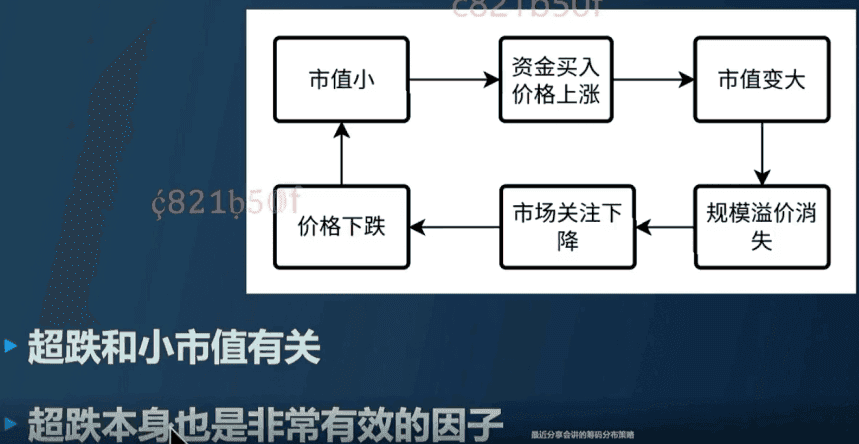 c821b50f
市值小
资金买入
价格上涨
市值变大
c821b50f
价格下跌
市场关注下
降
规模溢价消
失
超跌和小市值有关
超跌本身也是非常有效的因子
最近分享会讲的筹码分布策略